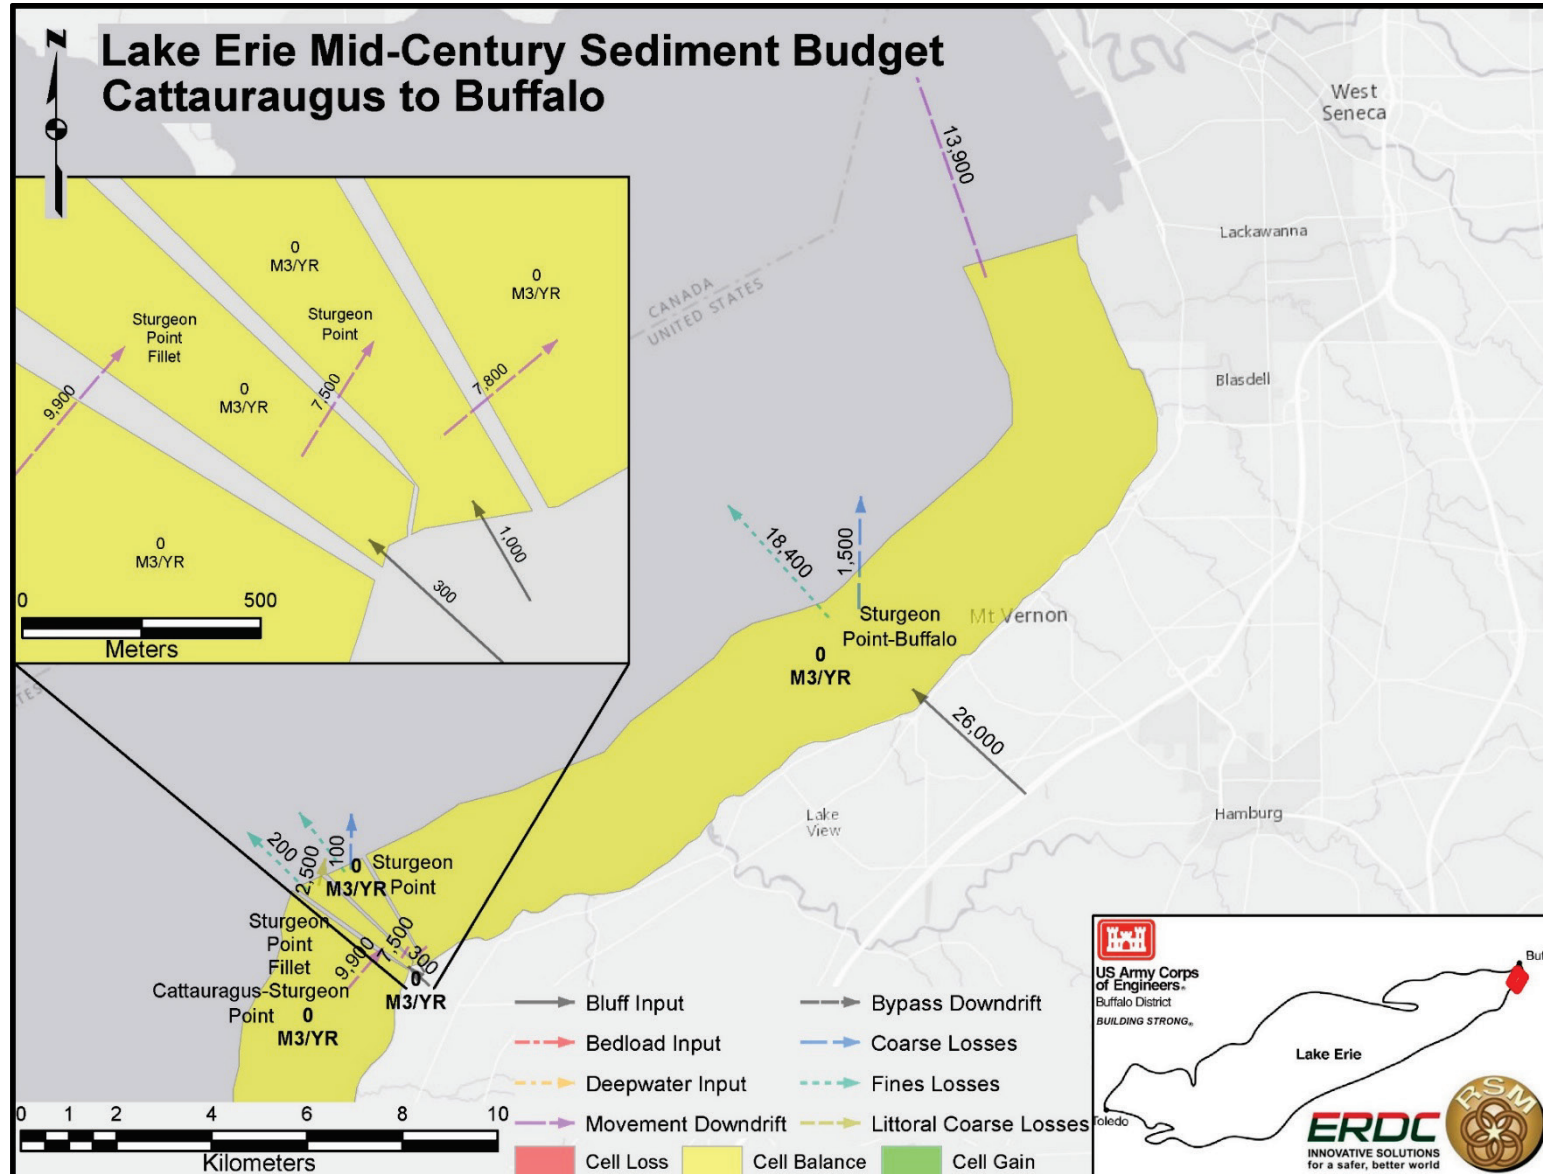 N
Lake Erie Mid-Century Sediment Budget
Cattauraugus to Buffalo
13,900
West
Seneca
Lackawanna
Blasdell
CANADA
UNITED STATES
0
M3/YR
0
M3/YR
Sturgeon
Point
Fillet
Sturgeon
Point
9,900
0
M3/YR
7,500
7,800
0
M3/YR
1,000
300
0 500
Meters
18,400
1,500
Sturgeon
Point-Buffalo
Mt Vernon
0
M3/YR
26,000
Hamburg
Lake
View
200
2,500
100
0
M3/YR
Sturgeon
Point
Sturgeon
Point
Fillet
9,900
7,500
300
0
M3/YR
Cattauragus-Sturgeon
Point
0
M3/YR
0 1 2 4 6 8 10
Kilometers
Bluff Input
Bedload Input
Deepwater Input
Movement Downdrift
Bypass Downdrift
Coarse Losses
Fines Losses
Littoral Coarse Losses
Cell Loss
Cell Balance
Cell Gain
US Army Corps
of Engineers®
Buffalo District
BUILDING STRONG®
Buf
Lake Erie
Toledo
ERDC
INNOVATIVE SOLUTIONS
for a safer, better world
RSM